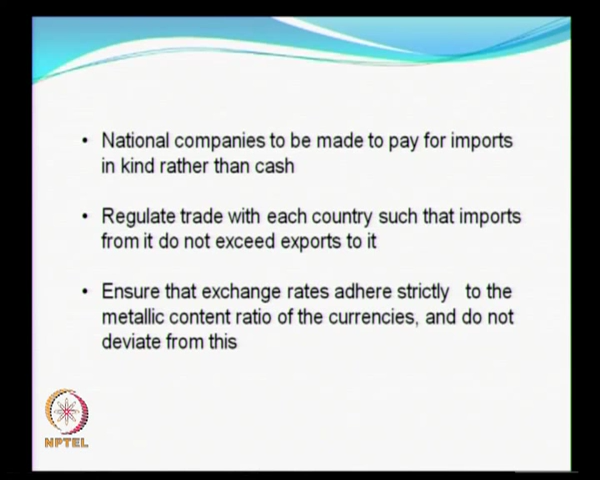 • National companies to be made to pay for imports
in kind rather than cash
• Regulate trade with each country such that imports
from it do not exceed exports to it
• Ensure that exchange rates adhere strictly to the
metallic content ratio of the currencies, and do not
deviate from this
NPTEL